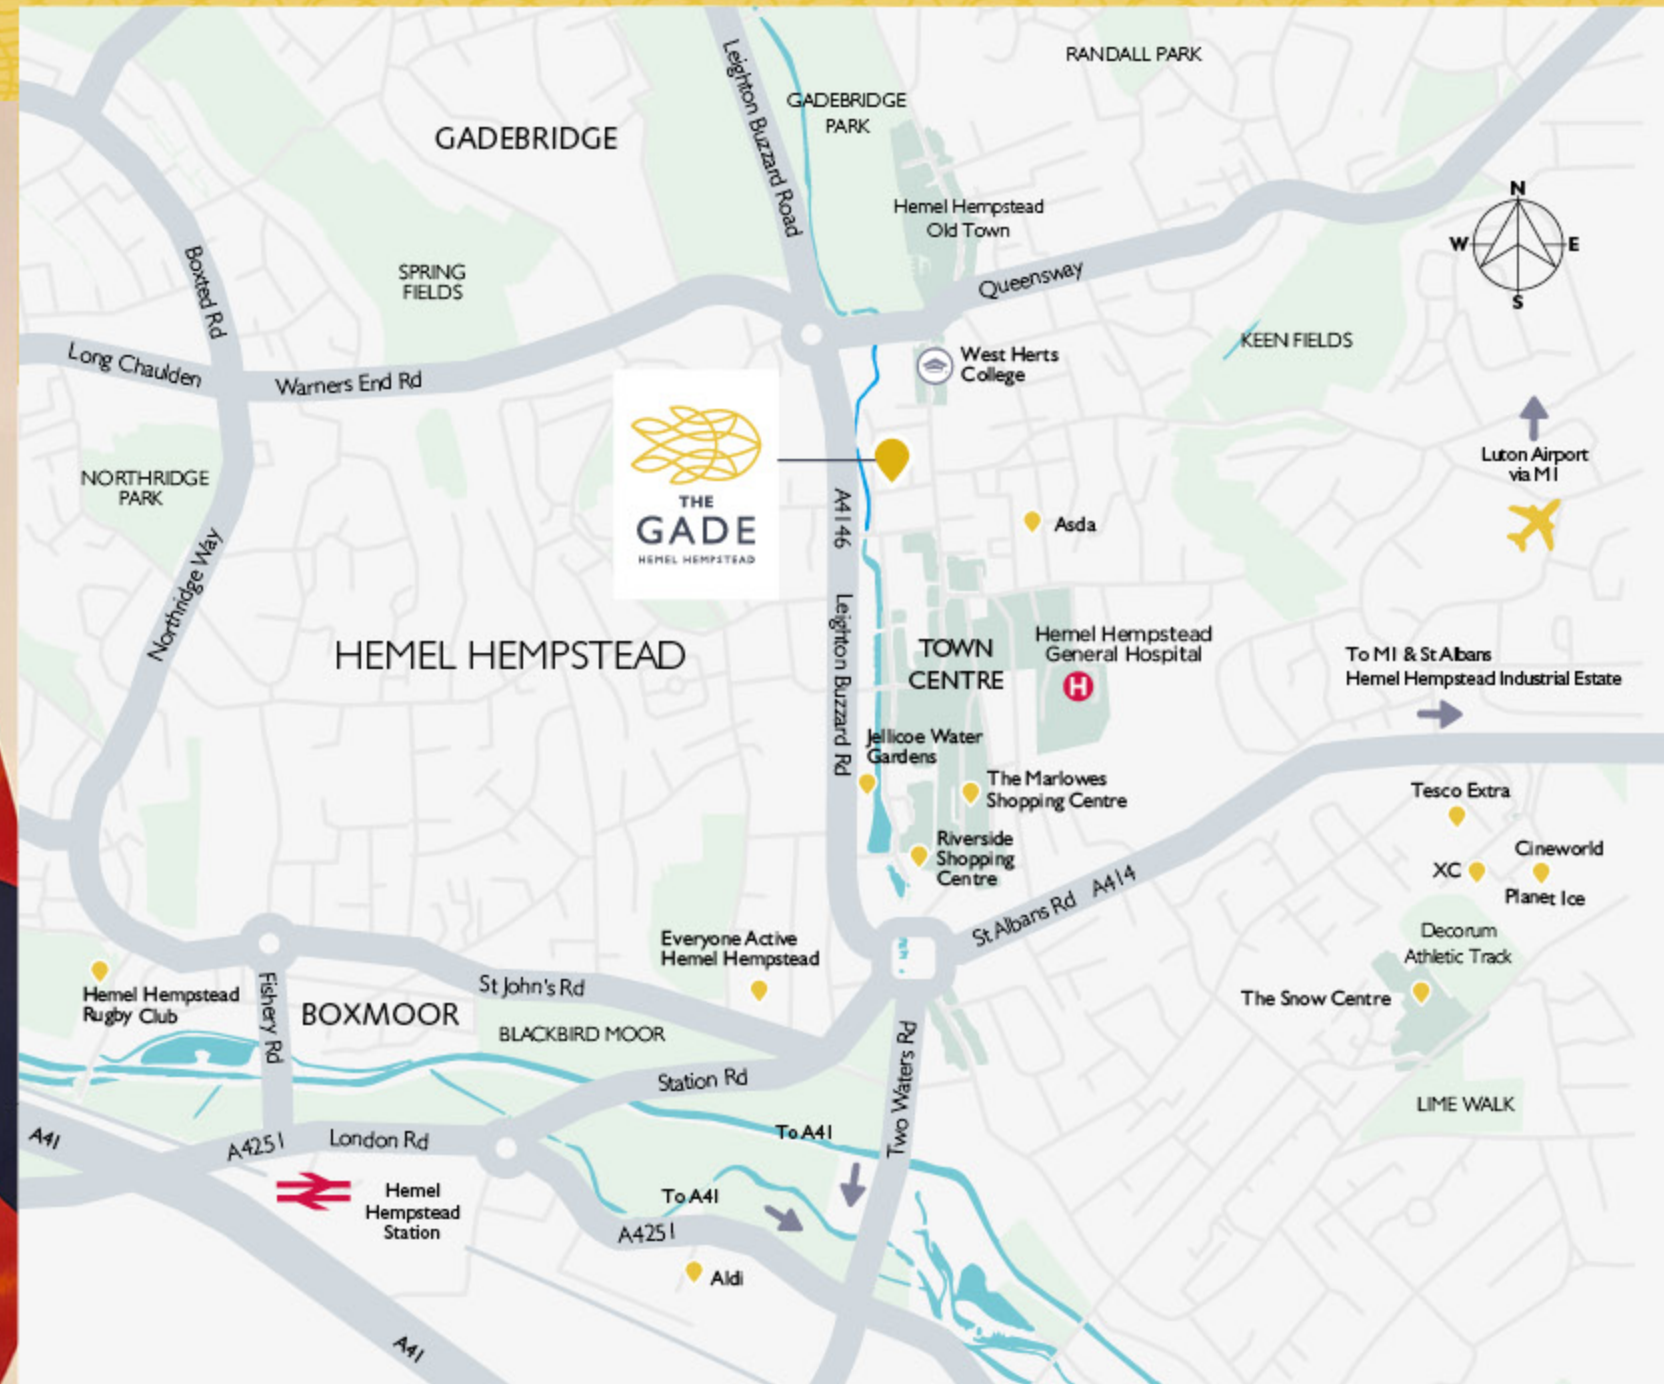 RANDALL PARK
Leighton Buzzard Road
GADEBRIDGE
PARK
GADEBRIDGE
N
W
E
S
Hemel Hempstead
Old Town
Boxted Rd
SPRING
FIELDS
Queensway
KEEN FIELDS
Long Chaulden
Warners End Rd
West Herts
College
NORTHRIDGE
PARK
THE
GADE
HEMEL HEMPSTEAD
A4146
Asda
Luton Airport
via M1
Northridge Way
HEMEL HEMPSTEAD
Leighton Buzzard Rd
TOWN
CENTRE
Hemel Hempstead
General Hospital
H
To M1 & St Albans
Hemel Hempstead Industrial Estate
Jellicoe Water
Gardens
The Marlowes
Shopping Centre
Riverside
Shopping
Centre
Tesco Extra
Cineworld
XC
Planet Ice
St Albans Rd A414
Decorum
Athletic Track
Everyone Active
Hemel Hempstead
The Snow Centre
Hemel Hempstead
Rugby Club
Fishery Rd
BOXMOOR
St John's Rd
BLACKBIRD MOOR
Station Rd
Two Waters Rd
LIME WALK
A41
A4251
London Rd
To A41
Hemel
Hempstead
Station
To A41
A4251
Aldi
A41